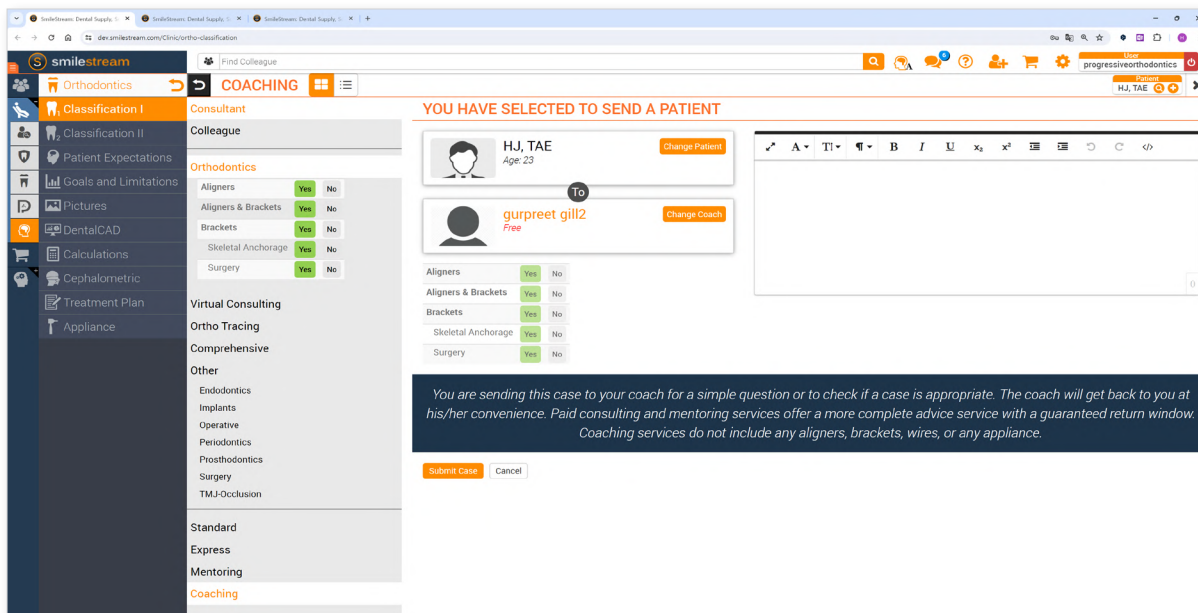 SmileStream: Dental Supply, S
SmileStream: Dental Supply, S
SmileStream: Dental Supply, S
dev.smilestream.com/Clinic/ortho-classification
smilestream
Find Colleague
6
User
progressiveorthodontics
Orthodontics
COACHING
Patient
HJ, TAE
Classification I
Classification II
Patient Expectations
Goals and Limitations
Pictures
DentalCAD
Calculations
Cephalometric
Treatment Plan
Appliance
Consultant
Colleague
Orthodontics
Aligners Yes No
Aligners & Brackets Yes No
Brackets Yes No
Skeletal Anchorage Yes No
Surgery Yes No
Virtual Consulting
Ortho Tracing
Comprehensive
Other
Endodontics
Implants
Operative
Periodontics
Prosthodontics
Surgery
TMJ-Occlusion
Standard
Express
Mentoring
Coaching
YOU HAVE SELECTED TO SEND A PATIENT
HJ, TAE
Age: 23
Change Patient
To
gurpreet gill2
Free
Change Coach
Aligners Yes No
Aligners & Brackets Yes No
Brackets Yes No
Skeletal Anchorage Yes No
Surgery Yes No
A TI ¶ B I U x₂ x² </>
0
You are sending this case to your coach for a simple question or to check if a case is appropriate. The coach will get back to you at
his/her convenience. Paid consulting and mentoring services offer a more complete advice service with a guaranteed return window.
Coaching services do not include any aligners, brackets, wires, or any appliance.
Submit Case Cancel